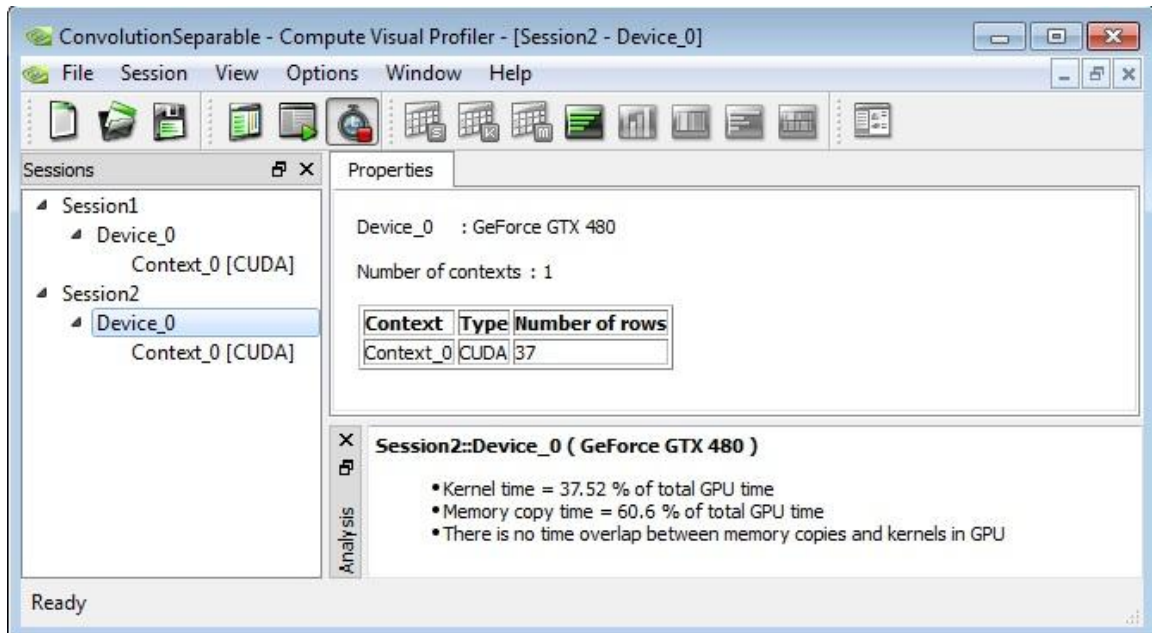 ConvolutionSeparable - Compute Visual Profiler - [Session2 - Device_0]
File Session View Options Window Help
Sessions
Session1
Device_0
Context_0 [CUDA]
Session2
Device_0
Context_0 [CUDA]
Properties
Device_0 : GeForce GTX 480
Number of contexts : 1
Context Type Number of rows
Context_0 CUDA 37
Analysis
Session2::Device_0 ( GeForce GTX 480 )
•Kernel time = 37.52 % of total GPU time
•Memory copy time = 60.6 % of total GPU time
•There is no time overlap between memory copies and kernels in GPU
Ready